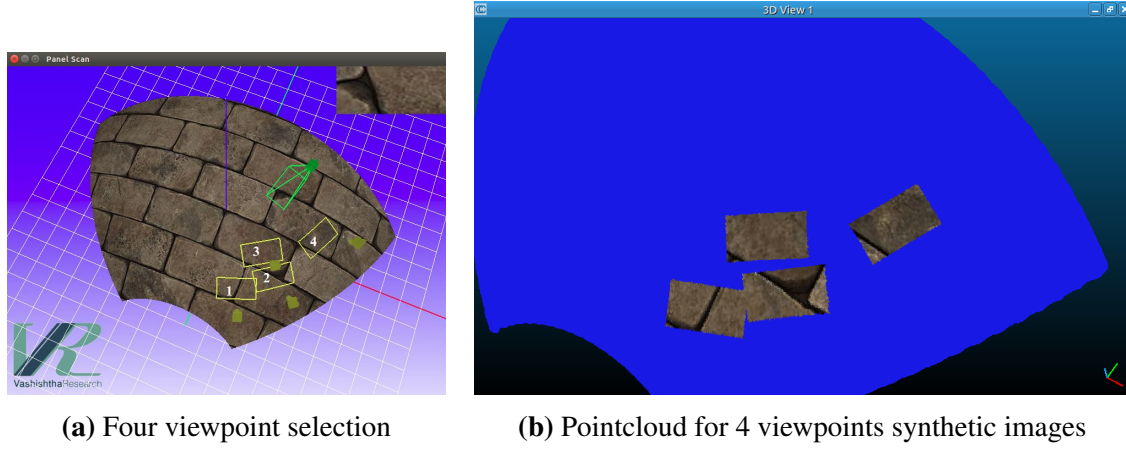 Panel Scan
3D View 1
4
3
2
1
VR
VashishthaResearch
(a) Four viewpoint selection
(b) Pointcloud for 4 viewpoints synthetic images